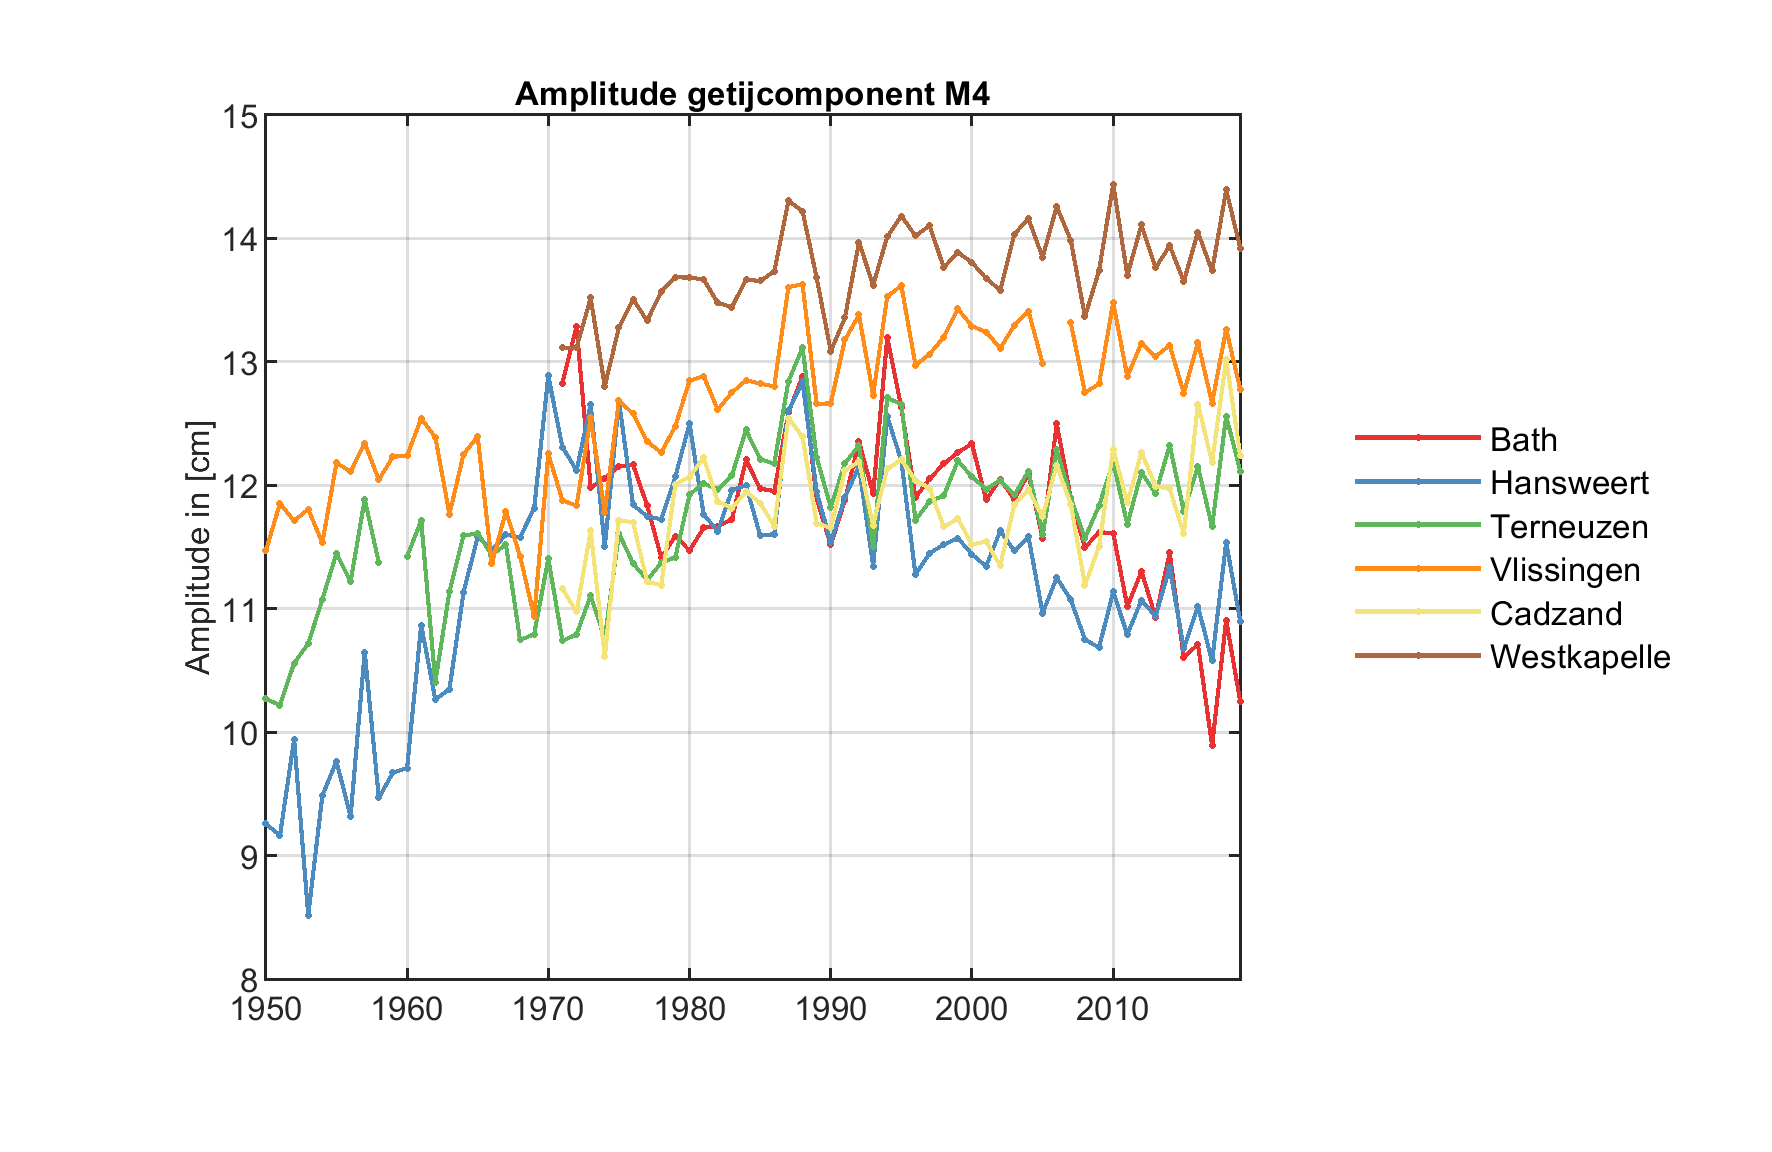 Amplitude getijcomponent M4
15
14
13
12
11
10
9
8
Amplitude in [cm]
1950 1960 1970 1980 1990 2000 2010
Bath
Hansweert
Terneuzen
Vlissingen
Cadzand
Westkapelle